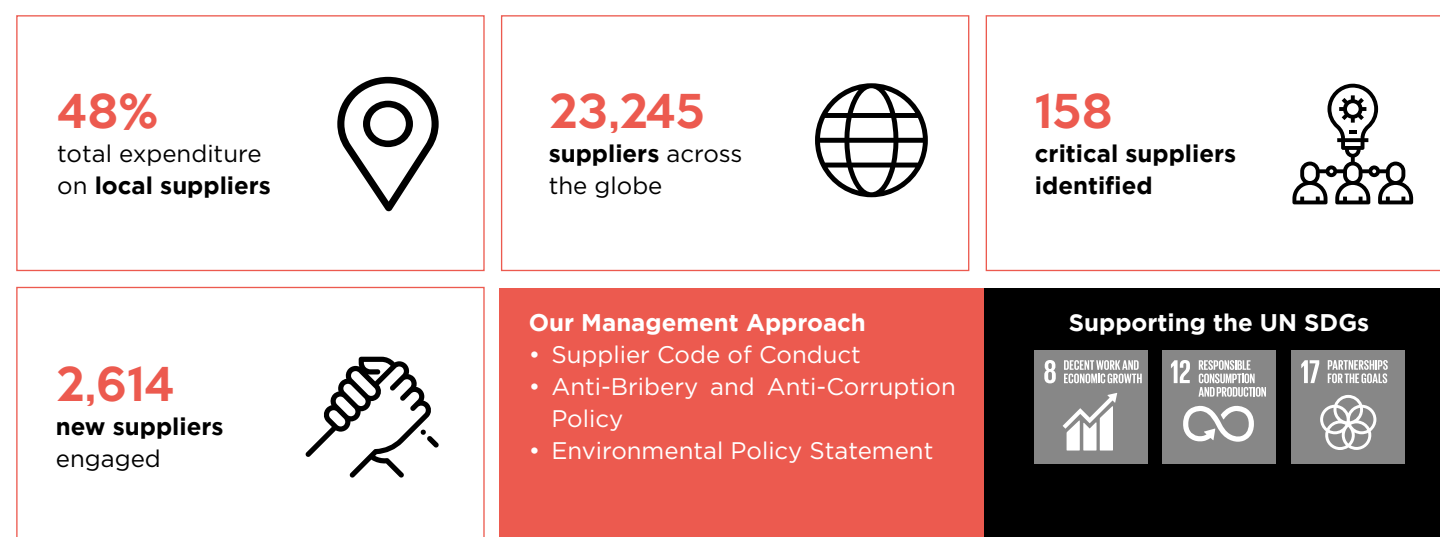 48%
total expenditure
on local suppliers
23,245
suppliers across
the globe
158
critical suppliers
identified
2,614
new suppliers
engaged
Our Management Approach
• Supplier Code of Conduct
• Anti-Bribery and Anti-Corruption
Policy
• Environmental Policy Statement
Supporting the UN SDGs
8 DECENT WORK AND
ECONOMIC GROWTH
12 RESPONSIBLE
CONSUMPTION
AND PRODUCTION
17 PARTNERSHIPS
FOR THE GOALS